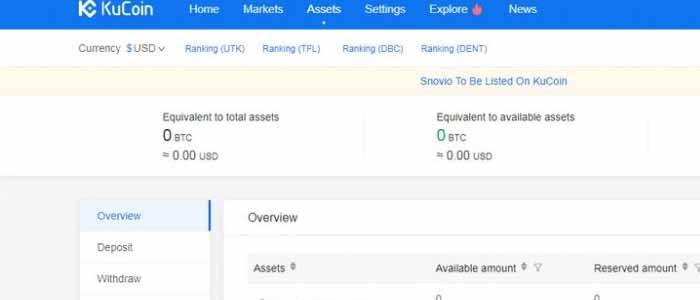 KuCoin Home Markets Assets Settings Explore News
Currency $ USD Ranking (UTK) Ranking (TFL) Ranking (DBC) Ranking (DENT)
Snovio To Be Listed On KuCoin
Equivalent to total assets Equivalent to available assets
0 BTC 0 BTC
≈ 0.00 USD ≈ 0.00 USD
Overview Overview
Deposit
Assets Available amount Reserved amount
Withdraw
0 0